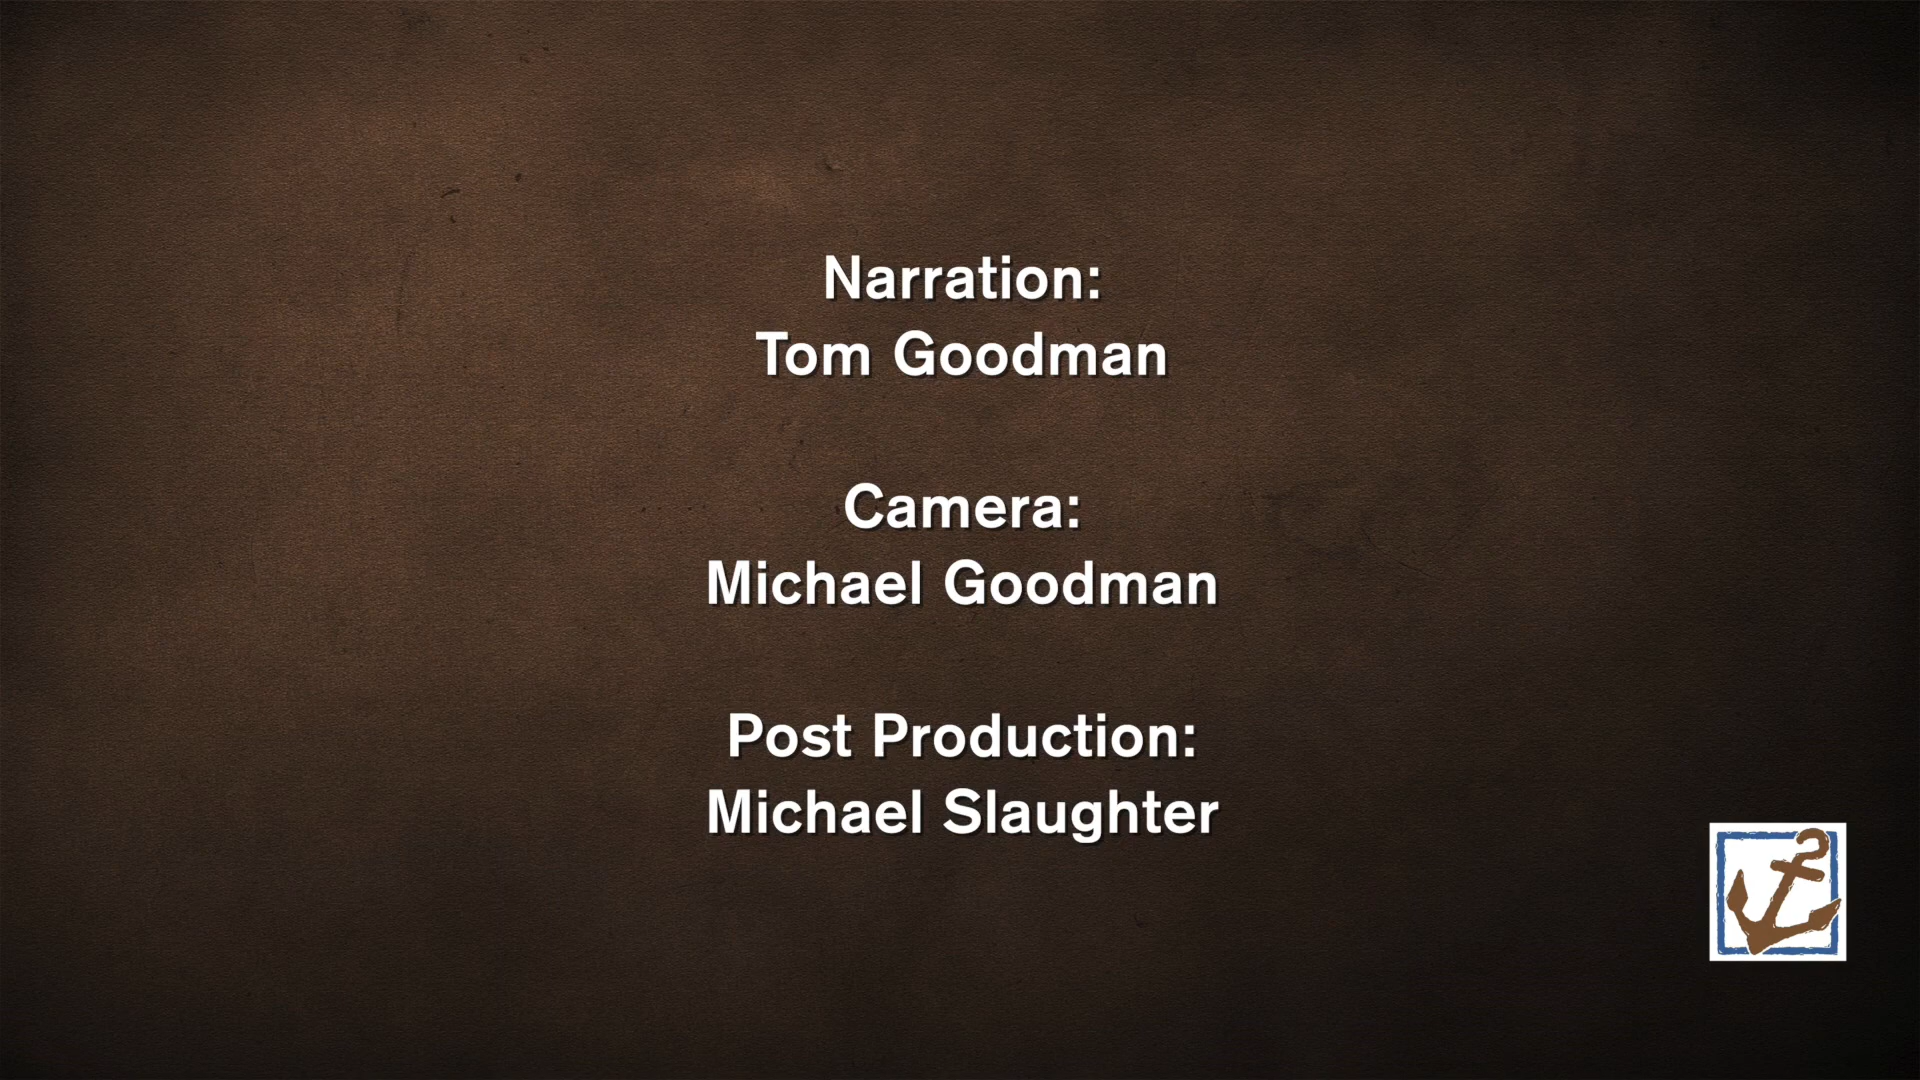 Narration:
Tom Goodman
Camera:
Michael Goodman
Post Production:
Michael Slaughter